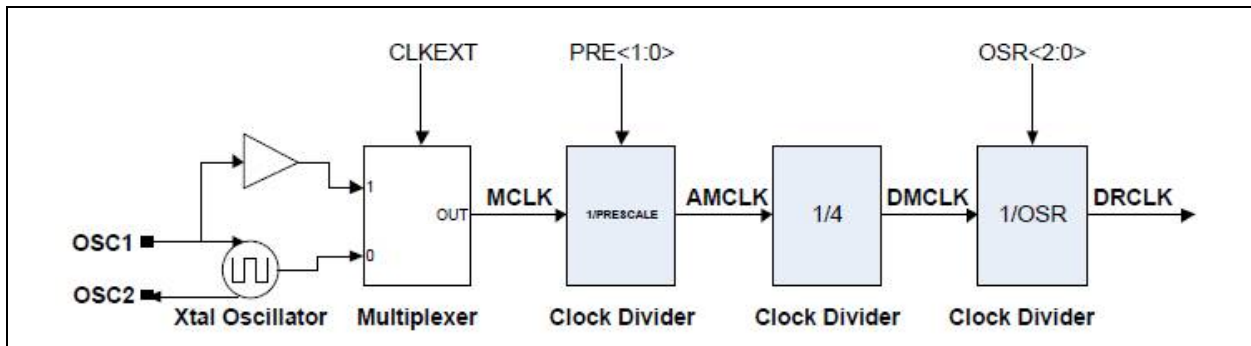 CLKEXT PRE<1:0> OSR<2:0>
1
OUT
MCLK
1/PRESCALE
AMCLK
1/4
DMCLK
1/OSR
DRCLK
0
OSC1
OSC2
Xtal Oscillator Multiplexer Clock Divider Clock Divider Clock Divider